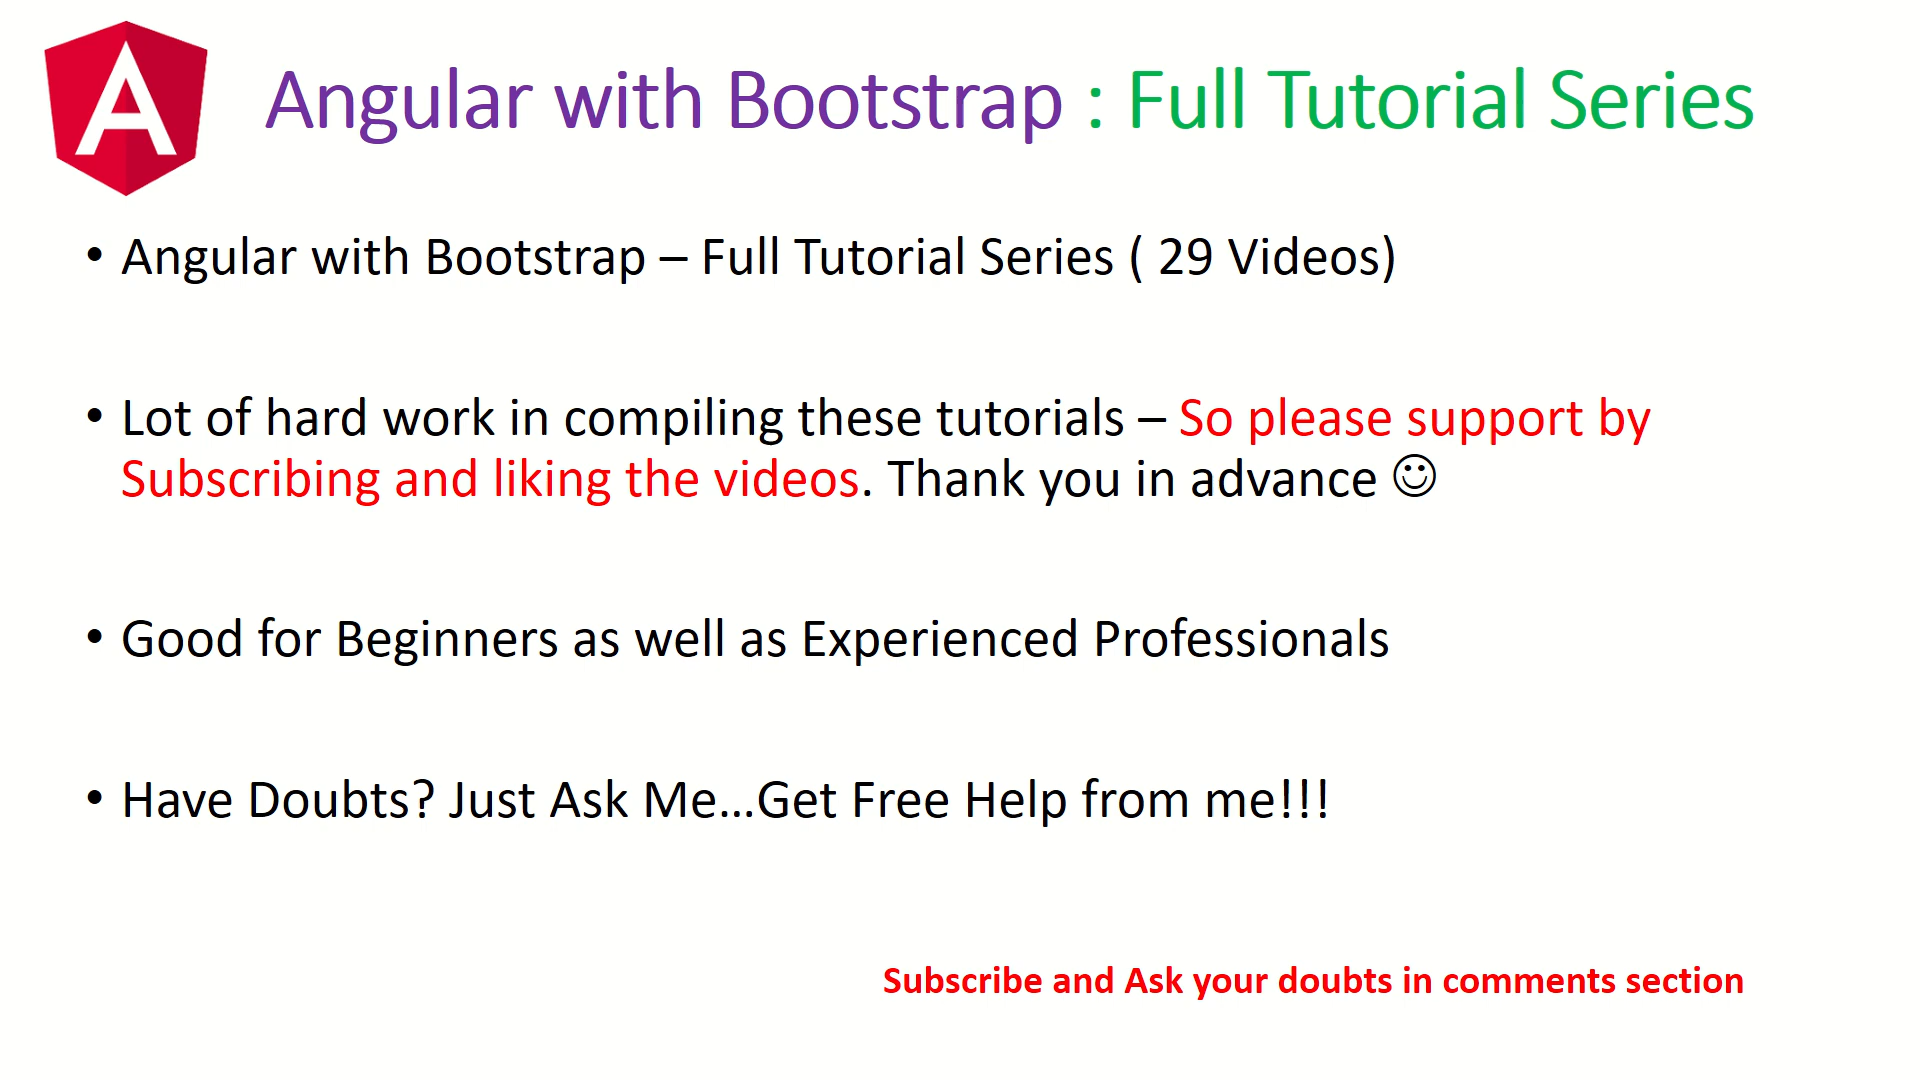 Angular with Bootstrap : Full Tutorial Series
• Angular with Bootstrap – Full Tutorial Series ( 29 Videos)
• Lot of hard work in compiling these tutorials – So please support by
Subscribing and liking the videos. Thank you in advance ☺
• Good for Beginners as well as Experienced Professionals
• Have Doubts? Just Ask Me...Get Free Help from me!!!
Subscribe and Ask your doubts in comments section